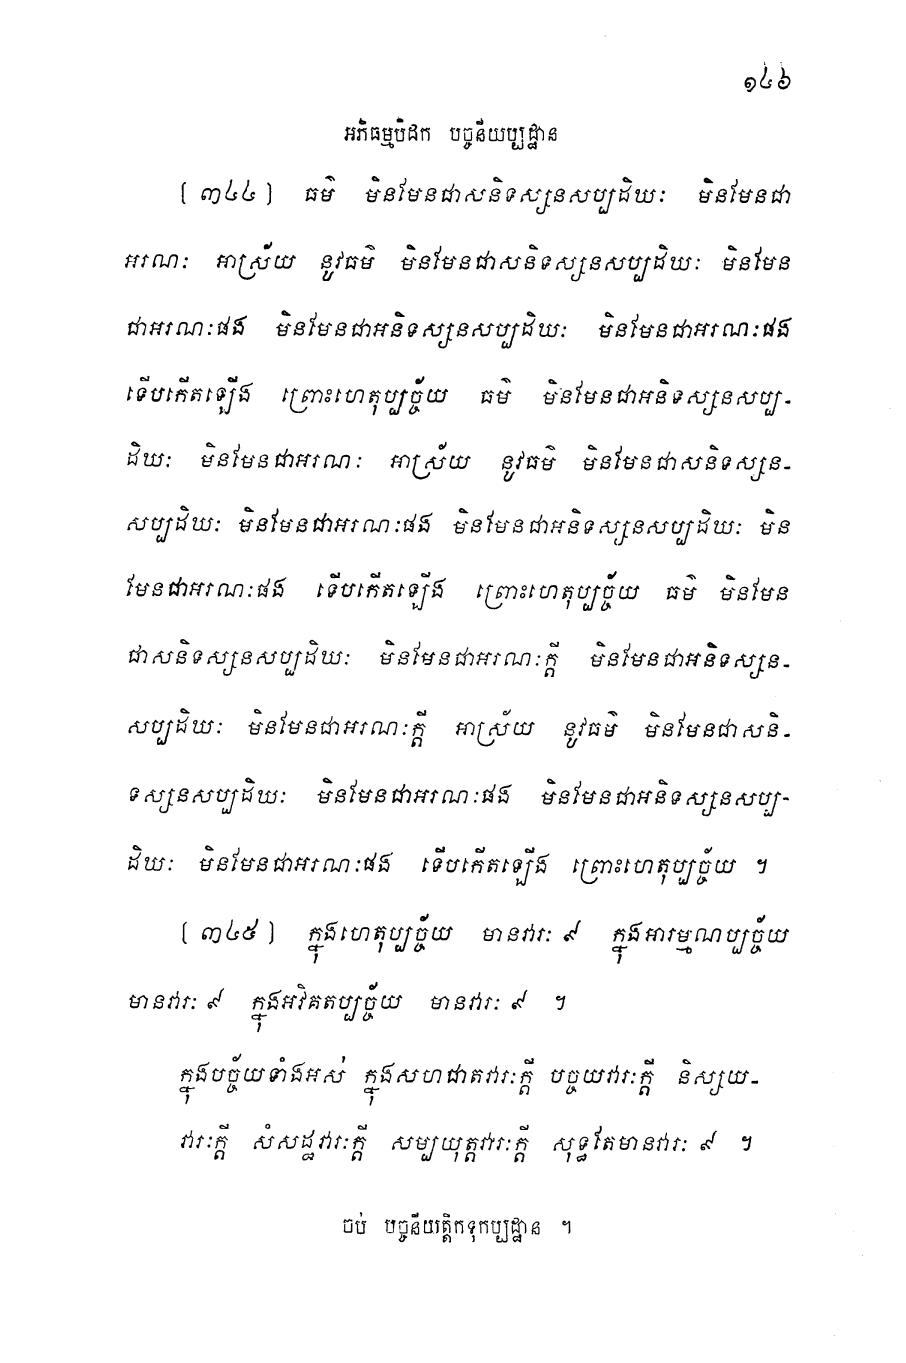 ១៤៦
អភិធម្មបិដក បច្ចនីយប្បដ្ឋាន
[៣៤៤] ធម៌ មិនមែនជាសនិទស្សនសប្បដិឃៈ មិនមែនជា
អរណៈ អាស្រ័យ នូវធម៌ មិនមែនជាសនិទស្សនសប្បដិឃៈ មិនមែន
ជាអរណៈផង មិនមែនជាអនិទស្សនសប្បដិឃៈ មិនមែនជាអរណៈផង
ទើបកើតឡើង ព្រោះហេតុប្បច្ច័យ ធម៌ មិនមែនជាអនិទស្សនសប្ប-
ដិឃៈ មិនមែនជាអរណៈ អាស្រ័យ នូវធម៌ មិនមែនជាសនិទស្សន-
សប្បដិឃៈ មិនមែនជាអរណៈផង មិនមែនជាអនិទស្សនសប្បដិឃៈ មិន
មែនជាអរណៈផង ទើបកើតឡើង ព្រោះហេតុប្បច្ច័យ ធម៌ មិនមែន
ជាសនិទស្សនសប្បដិឃៈ មិនមែនជាអរណៈក្តី មិនមែនជាអនិទស្សន-
សប្បដិឃៈ មិនមែនជាអរណៈក្តី អាស្រ័យ នូវធម៌ មិនមែនជាសនិ-
ទស្សនសប្បដិឃៈ មិនមែនជាអរណៈផង មិនមែនជាអនិទស្សនសប្ប-
ដិឃៈ មិនមែនជាអរណៈផង ទើបកើតឡើង ព្រោះហេតុប្បច្ច័យ ។
[៣៤៥] ក្នុងហេតុប្បច្ច័យ មានវារៈ ៩ ក្នុងអារម្មណប្បច្ច័យ
មានវារៈ ៩ ក្នុងអវិគតប្បច្ច័យ មានវារៈ ៩ ។
ក្នុងបច្ច័យទាំងអស់ ក្នុងសហជាតវារៈក្តី បច្ចយវារៈក្តី និស្សយ-
វារៈក្តី សំសដ្ឋវារៈក្តី សម្បយុត្តវារៈក្តី សុទ្ធតែមានវារៈ ៩ ។
ចប់ បច្ចនីយត្តិកទុកប្បដ្ឋាន ។